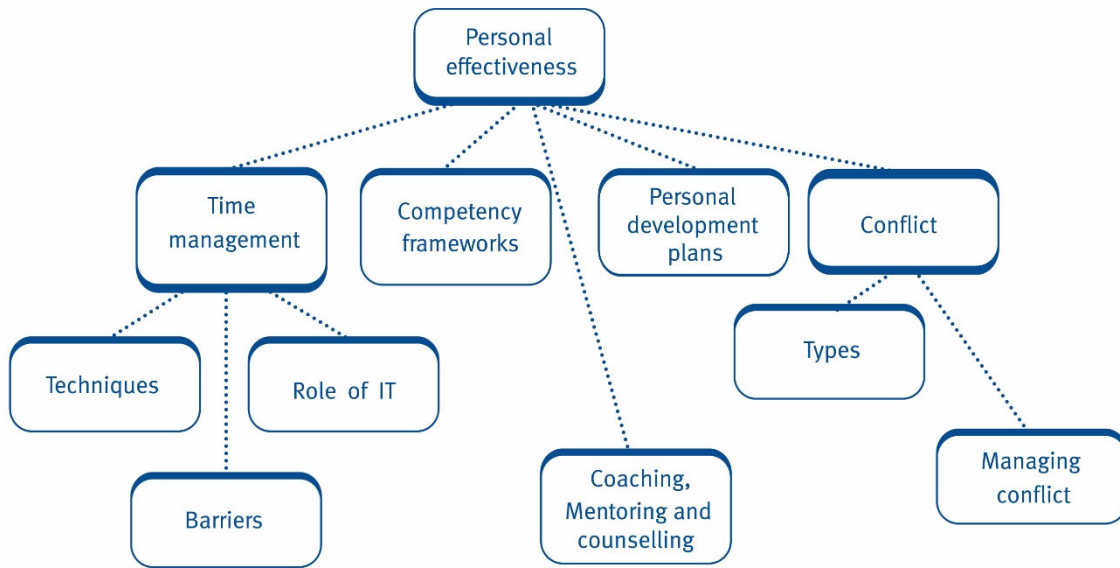 Personal
effectiveness
Time
management
Competency
frameworks
Personal
development
plans
Conflict
Techniques
Role of IT
Barriers
Coaching,
Mentoring and
counselling
Types
Managing
conflict